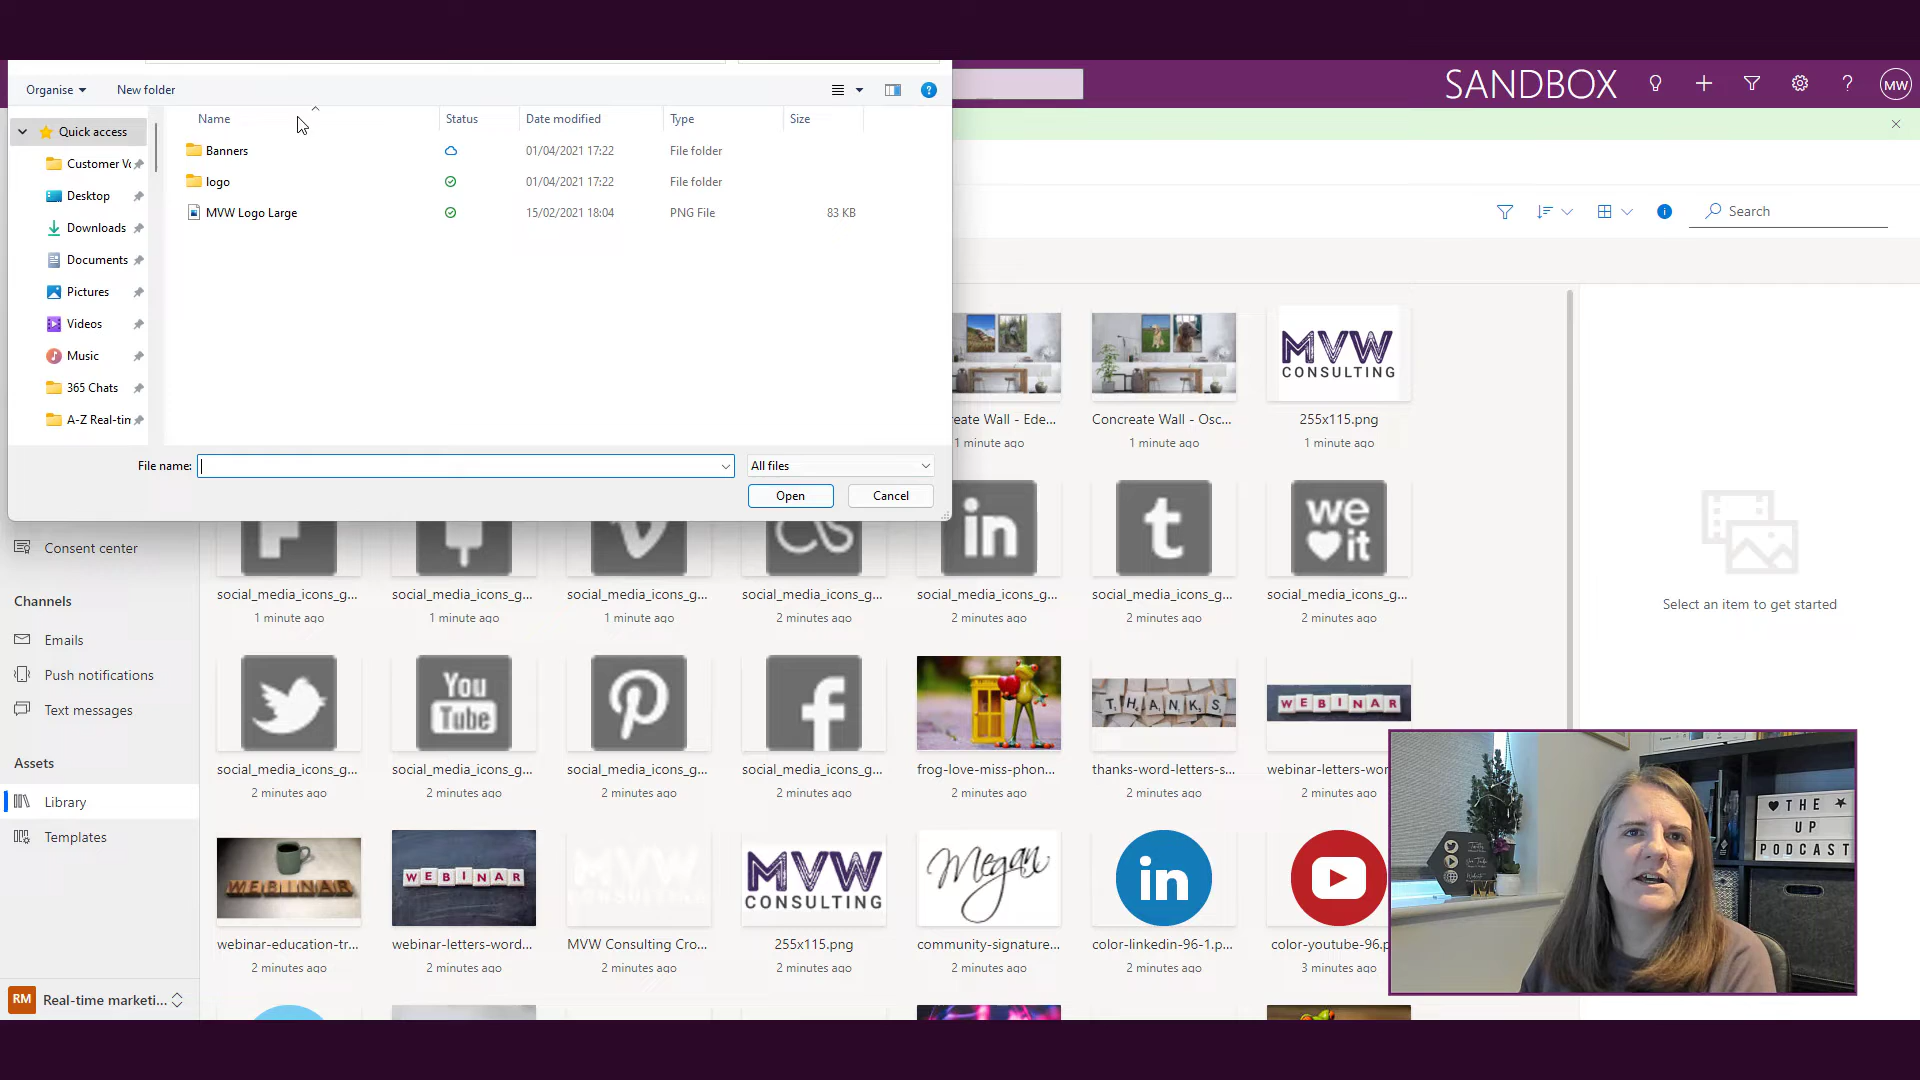 SANDBOX
MW
Organise
New folder
Name
Status
Date modified
Type
Size
Quick access
Banners
01/04/2021 17:22
File folder
Customer Vc
logo
01/04/2021 17:22
File folder
Desktop
MVW Logo Large
15/02/2021 18:04
PNG File
83 KB
Downloads
Documents
Pictures
Videos
Music
365 Chats
A-Z Real-tin
File name:
All files
Open
Cancel
Search
MVW
CONSULTING
eate Wall - Ede...
Concreate Wall - Osc...
255x115.png
1 minute ago
1 minute ago
1 minute ago
in
t
we
it
Consent center
Channels
Emails
Push notifications
Text messages
Assets
Library
Templates
RM
Real-time marketi...
social_media_icons_g...
social_media_icons_g...
social_media_icons_g...
social_media_icons_g...
social_media_icons_g...
social_media_icons_g...
social_media_icons_g...
1 minute ago
1 minute ago
1 minute ago
2 minutes ago
2 minutes ago
2 minutes ago
2 minutes ago
Select an item to get started
You
Tube
f
THANKS
WEBINAR
social_media_icons_g...
social_media_icons_g...
social_media_icons_g...
social_media_icons_g...
frog-love-miss-phon...
thanks-word-letters-s...
webinar-letters-wor
2 minutes ago
2 minutes ago
2 minutes ago
2 minutes ago
2 minutes ago
2 minutes ago
2 minutes ago
WEBINAR
WEBINAR
MVW
MVW
CONSULTING
Megan
in
webinar-education-tr...
webinar-letters-word...
MVW Consulting Cro...
255x115.png
community-signature...
color-linkedin-96-1.p...
color-youtube-96.p
2 minutes ago
2 minutes ago
2 minutes ago
2 minutes ago
2 minutes ago
2 minutes ago
3 minutes ago
THE
UP
PODCAST